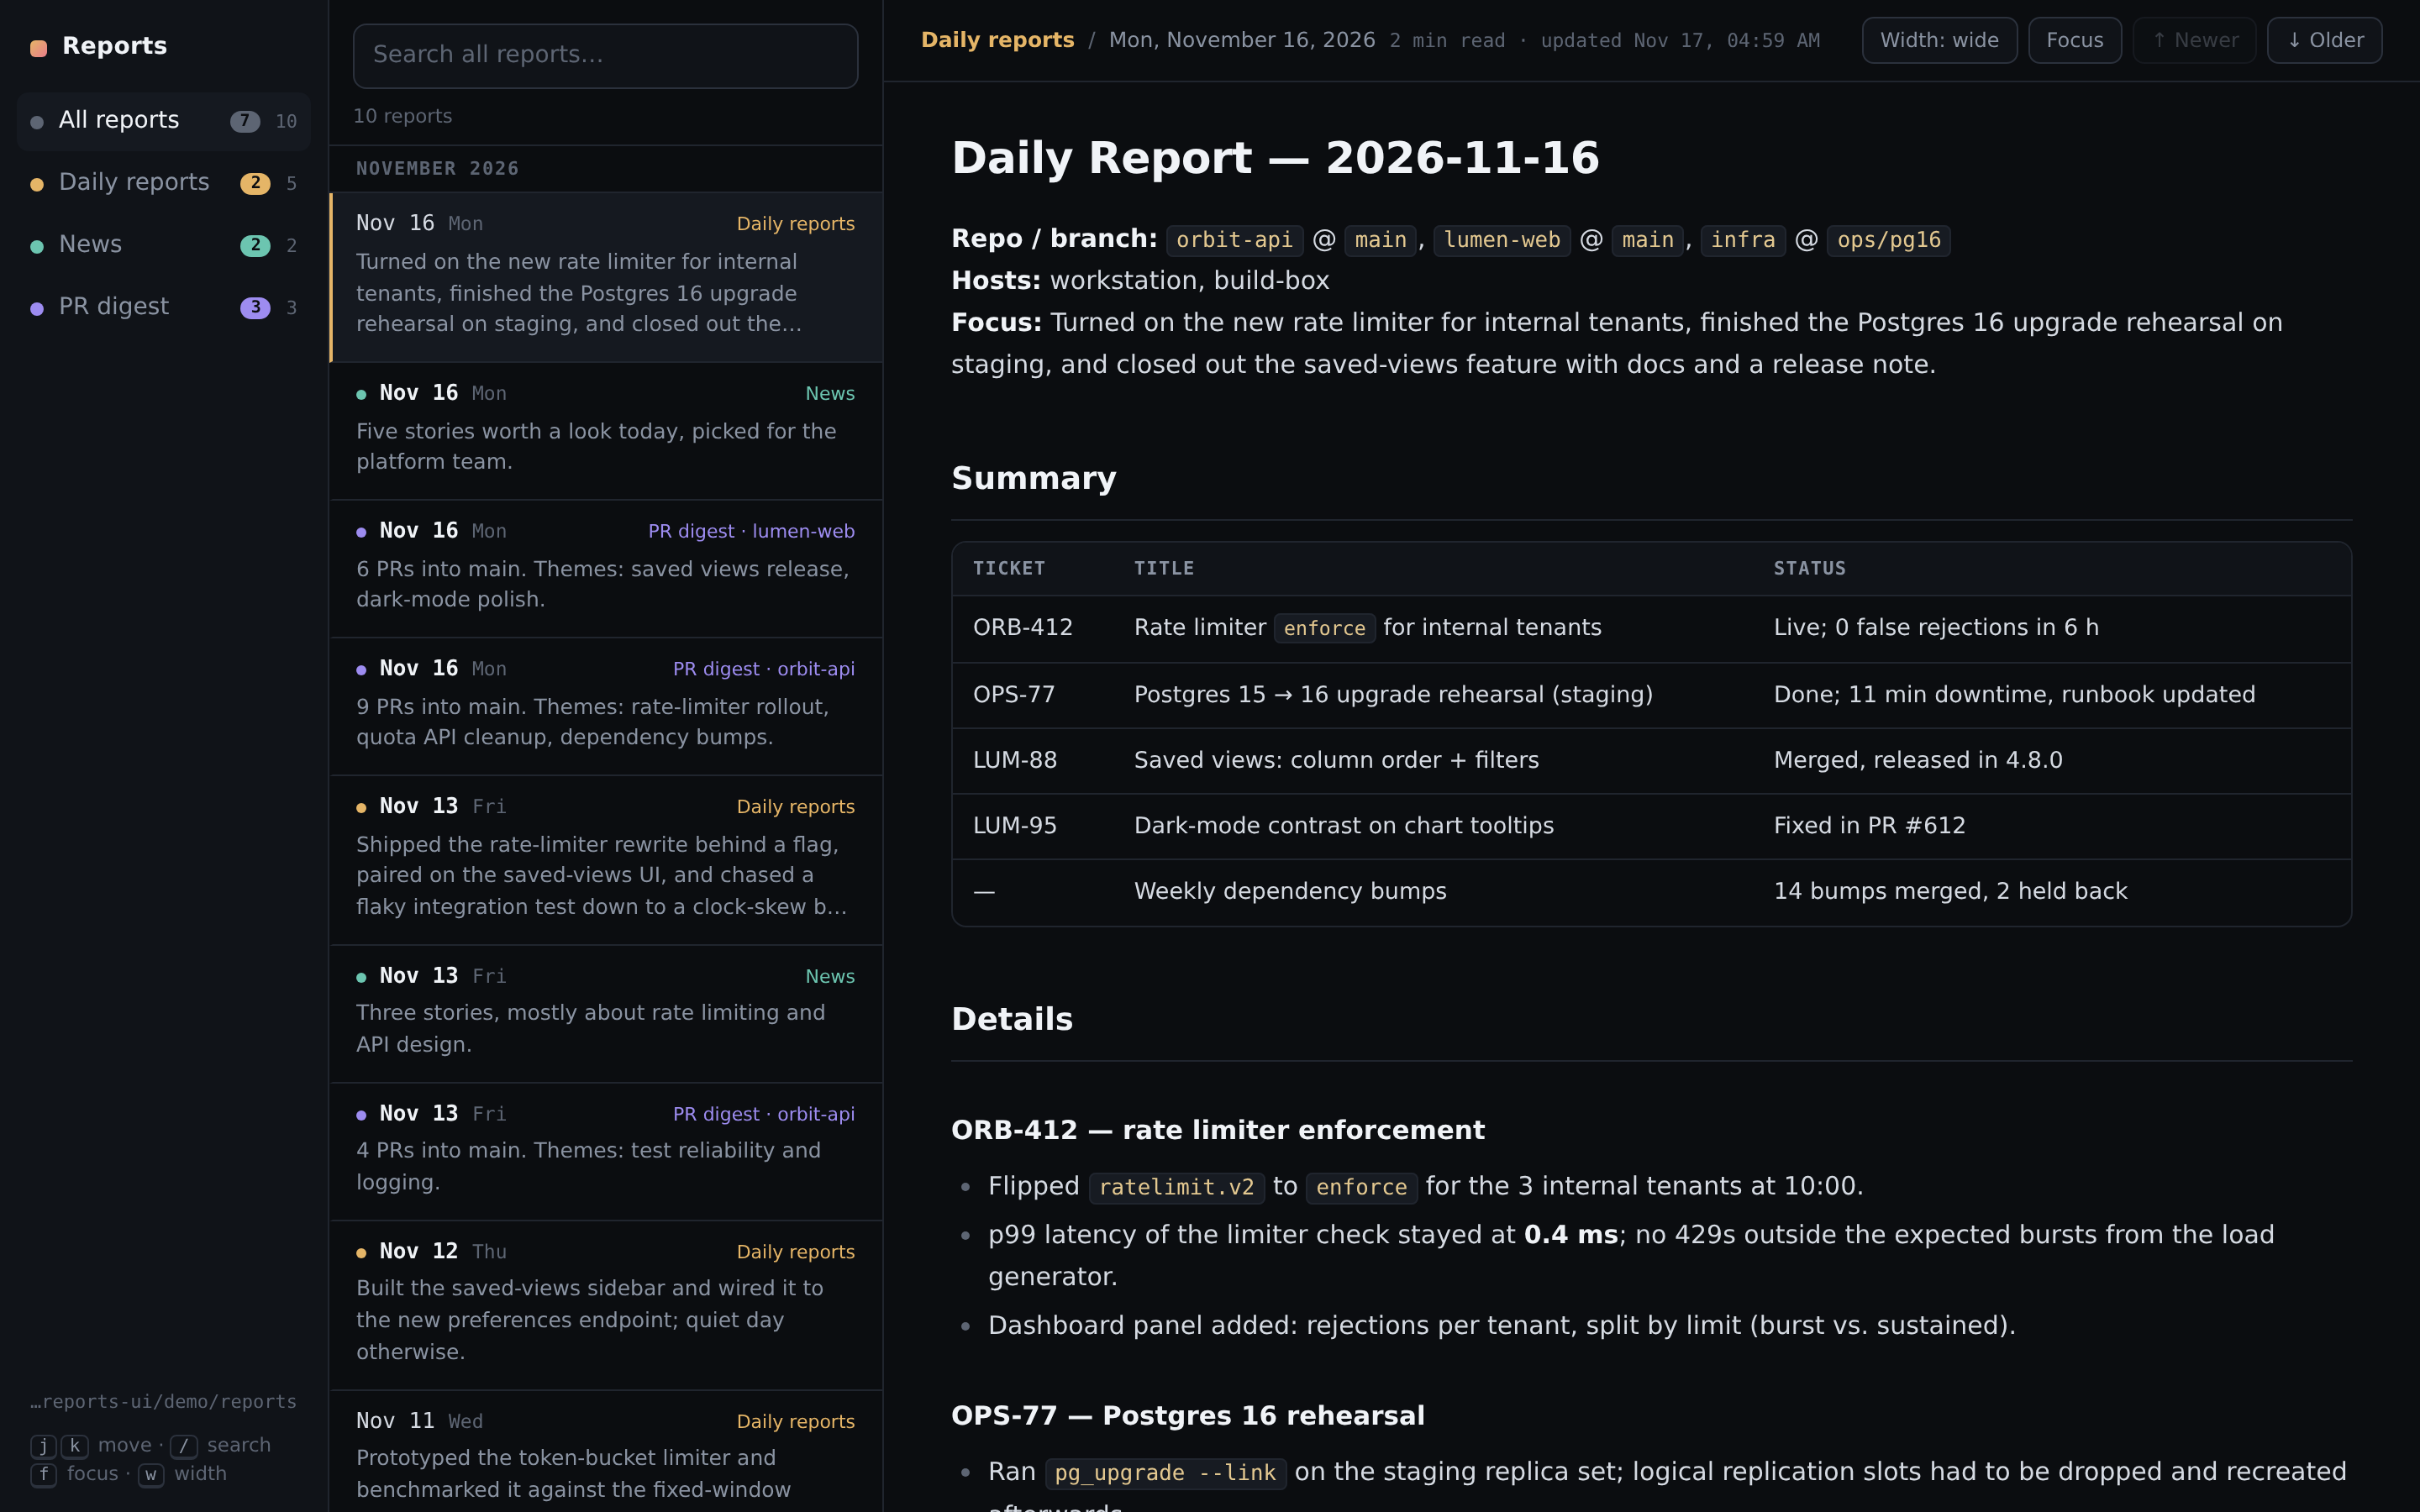 Reports
All reports 7 10
Daily reports 2 5
News 2 2
PR digest 3 3
…reports-ui/demo/reports
j k move · / search
f focus · w width
Search all reports…
10 reports
NOVEMBER 2026
Nov 16 Mon Daily reports
Turned on the new rate limiter for internal
tenants, finished the Postgres 16 upgrade
rehearsal on staging, and closed out the…
Nov 16 Mon News
Five stories worth a look today, picked for the
platform team.
Nov 16 Mon PR digest · lumen-web
6 PRs into main. Themes: saved views release,
dark-mode polish.
Nov 16 Mon PR digest · orbit-api
9 PRs into main. Themes: rate-limiter rollout,
quota API cleanup, dependency bumps.
Nov 13 Fri Daily reports
Shipped the rate-limiter rewrite behind a flag,
paired on the saved-views UI, and chased a
flaky integration test down to a clock-skew b…
Nov 13 Fri News
Three stories, mostly about rate limiting and
API design.
Nov 13 Fri PR digest · orbit-api
4 PRs into main. Themes: test reliability and
logging.
Nov 12 Thu Daily reports
Built the saved-views sidebar and wired it to
the new preferences endpoint; quiet day
otherwise.
Nov 11 Wed Daily reports
Prototyped the token-bucket limiter and
benchmarked it against the fixed-window
Daily reports / Mon, November 16, 2026 2 min read · updated Nov 17, 04:59 AM Width: wide Focus ↑ Newer ↓ Older
Daily Report — 2026-11-16
Repo / branch: orbit-api @ main, lumen-web @ main, infra @ ops/pg16
Hosts: workstation, build-box
Focus: Turned on the new rate limiter for internal tenants, finished the Postgres 16 upgrade rehearsal on
staging, and closed out the saved-views feature with docs and a release note.
Summary
TICKET TITLE STATUS
ORB-412 Rate limiter enforce for internal tenants Live; 0 false rejections in 6 h
OPS-77 Postgres 15 → 16 upgrade rehearsal (staging) Done; 11 min downtime, runbook updated
LUM-88 Saved views: column order + filters Merged, released in 4.8.0
LUM-95 Dark-mode contrast on chart tooltips Fixed in PR #612
— Weekly dependency bumps 14 bumps merged, 2 held back
Details
ORB-412 — rate limiter enforcement
• Flipped ratelimit.v2 to enforce for the 3 internal tenants at 10:00.
• p99 latency of the limiter check stayed at 0.4 ms; no 429s outside the expected bursts from the load
generator.
• Dashboard panel added: rejections per tenant, split by limit (burst vs. sustained).
OPS-77 — Postgres 16 rehearsal
• Ran pg_upgrade --link on the staging replica set; logical replication slots had to be dropped and recreated